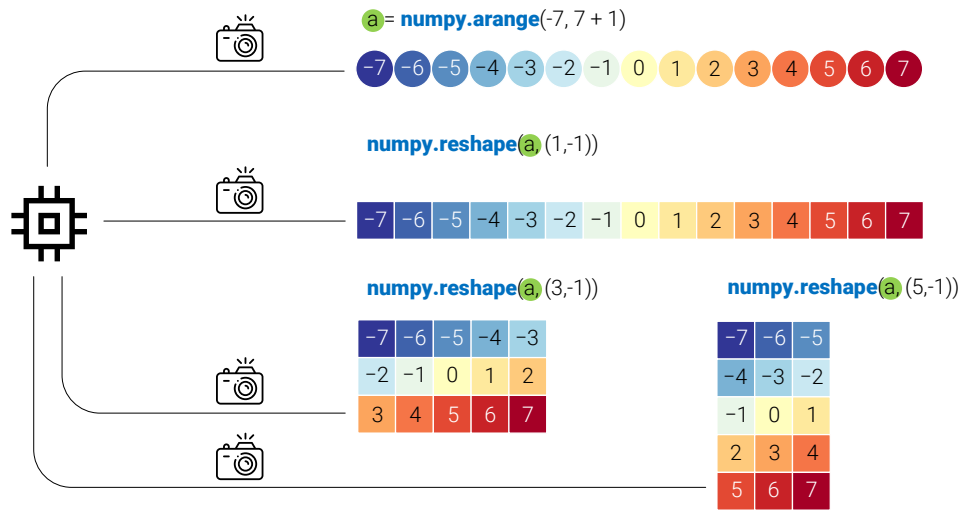 a = numpy.arange(-7, 7 + 1)
−7 −6 −5 −4 −3 −2 −1 0 1 2 3 4 5 6 7
numpy.reshape(a, (1,-1))
−7 −6 −5 −4 −3 −2 −1 0 1 2 3 4 5 6 7
numpy.reshape(a, (3,-1))
−7 −6 −5 −4 −3
−2 −1 0 1 2
3 4 5 6 7
numpy.reshape(a, (5,-1))
−7 −6 −5
−4 −3 −2
−1 0 1
2 3 4
5 6 7